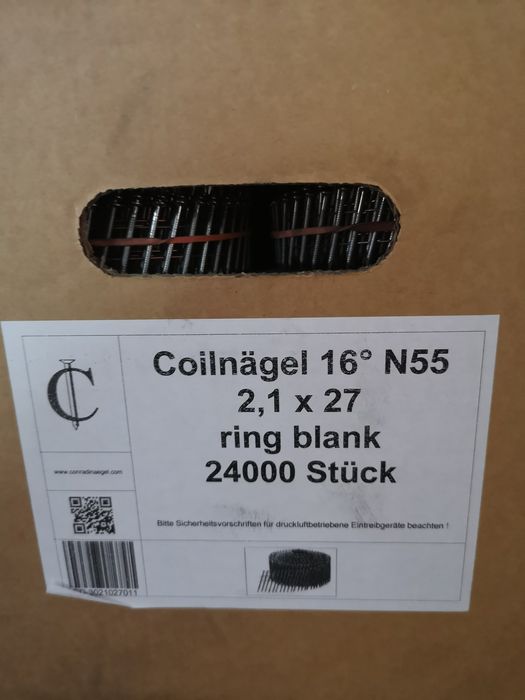 Coilnägel 16° N55
2,1 x 27
ring blank
24000 Stück
C
www.conradinaegel.com
Bitte Sicherheitsvorschriften für druckluftbetriebene Eintreibgeräte beachten !
3021027011